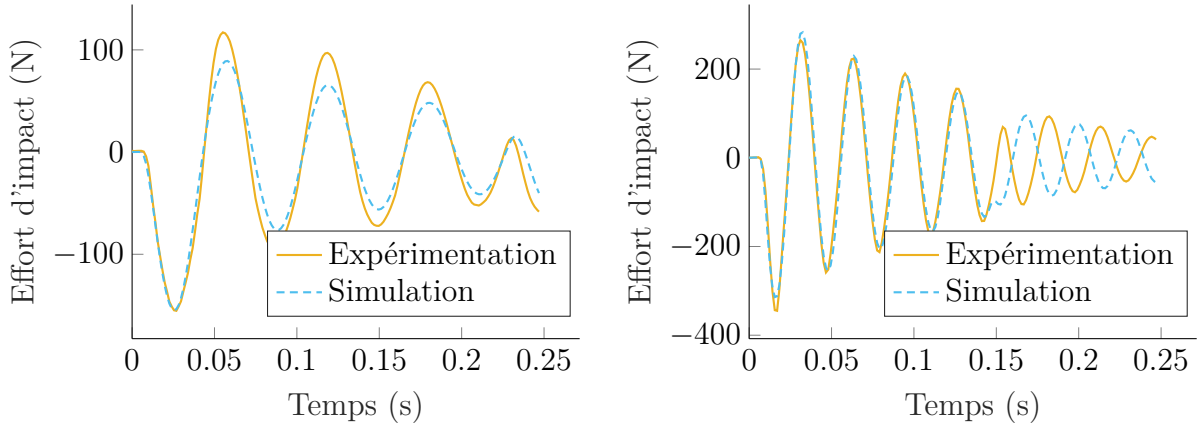 Effort d'impact (N)
100
0
−100
0
0.05
0.1
0.15
0.2
0.25
Temps (s)
Expérimentation
Simulation
Effort d'impact (N)
200
0
−200
−400
0
0.05
0.1
0.15
0.2
0.25
Temps (s)
Expérimentation
Simulation